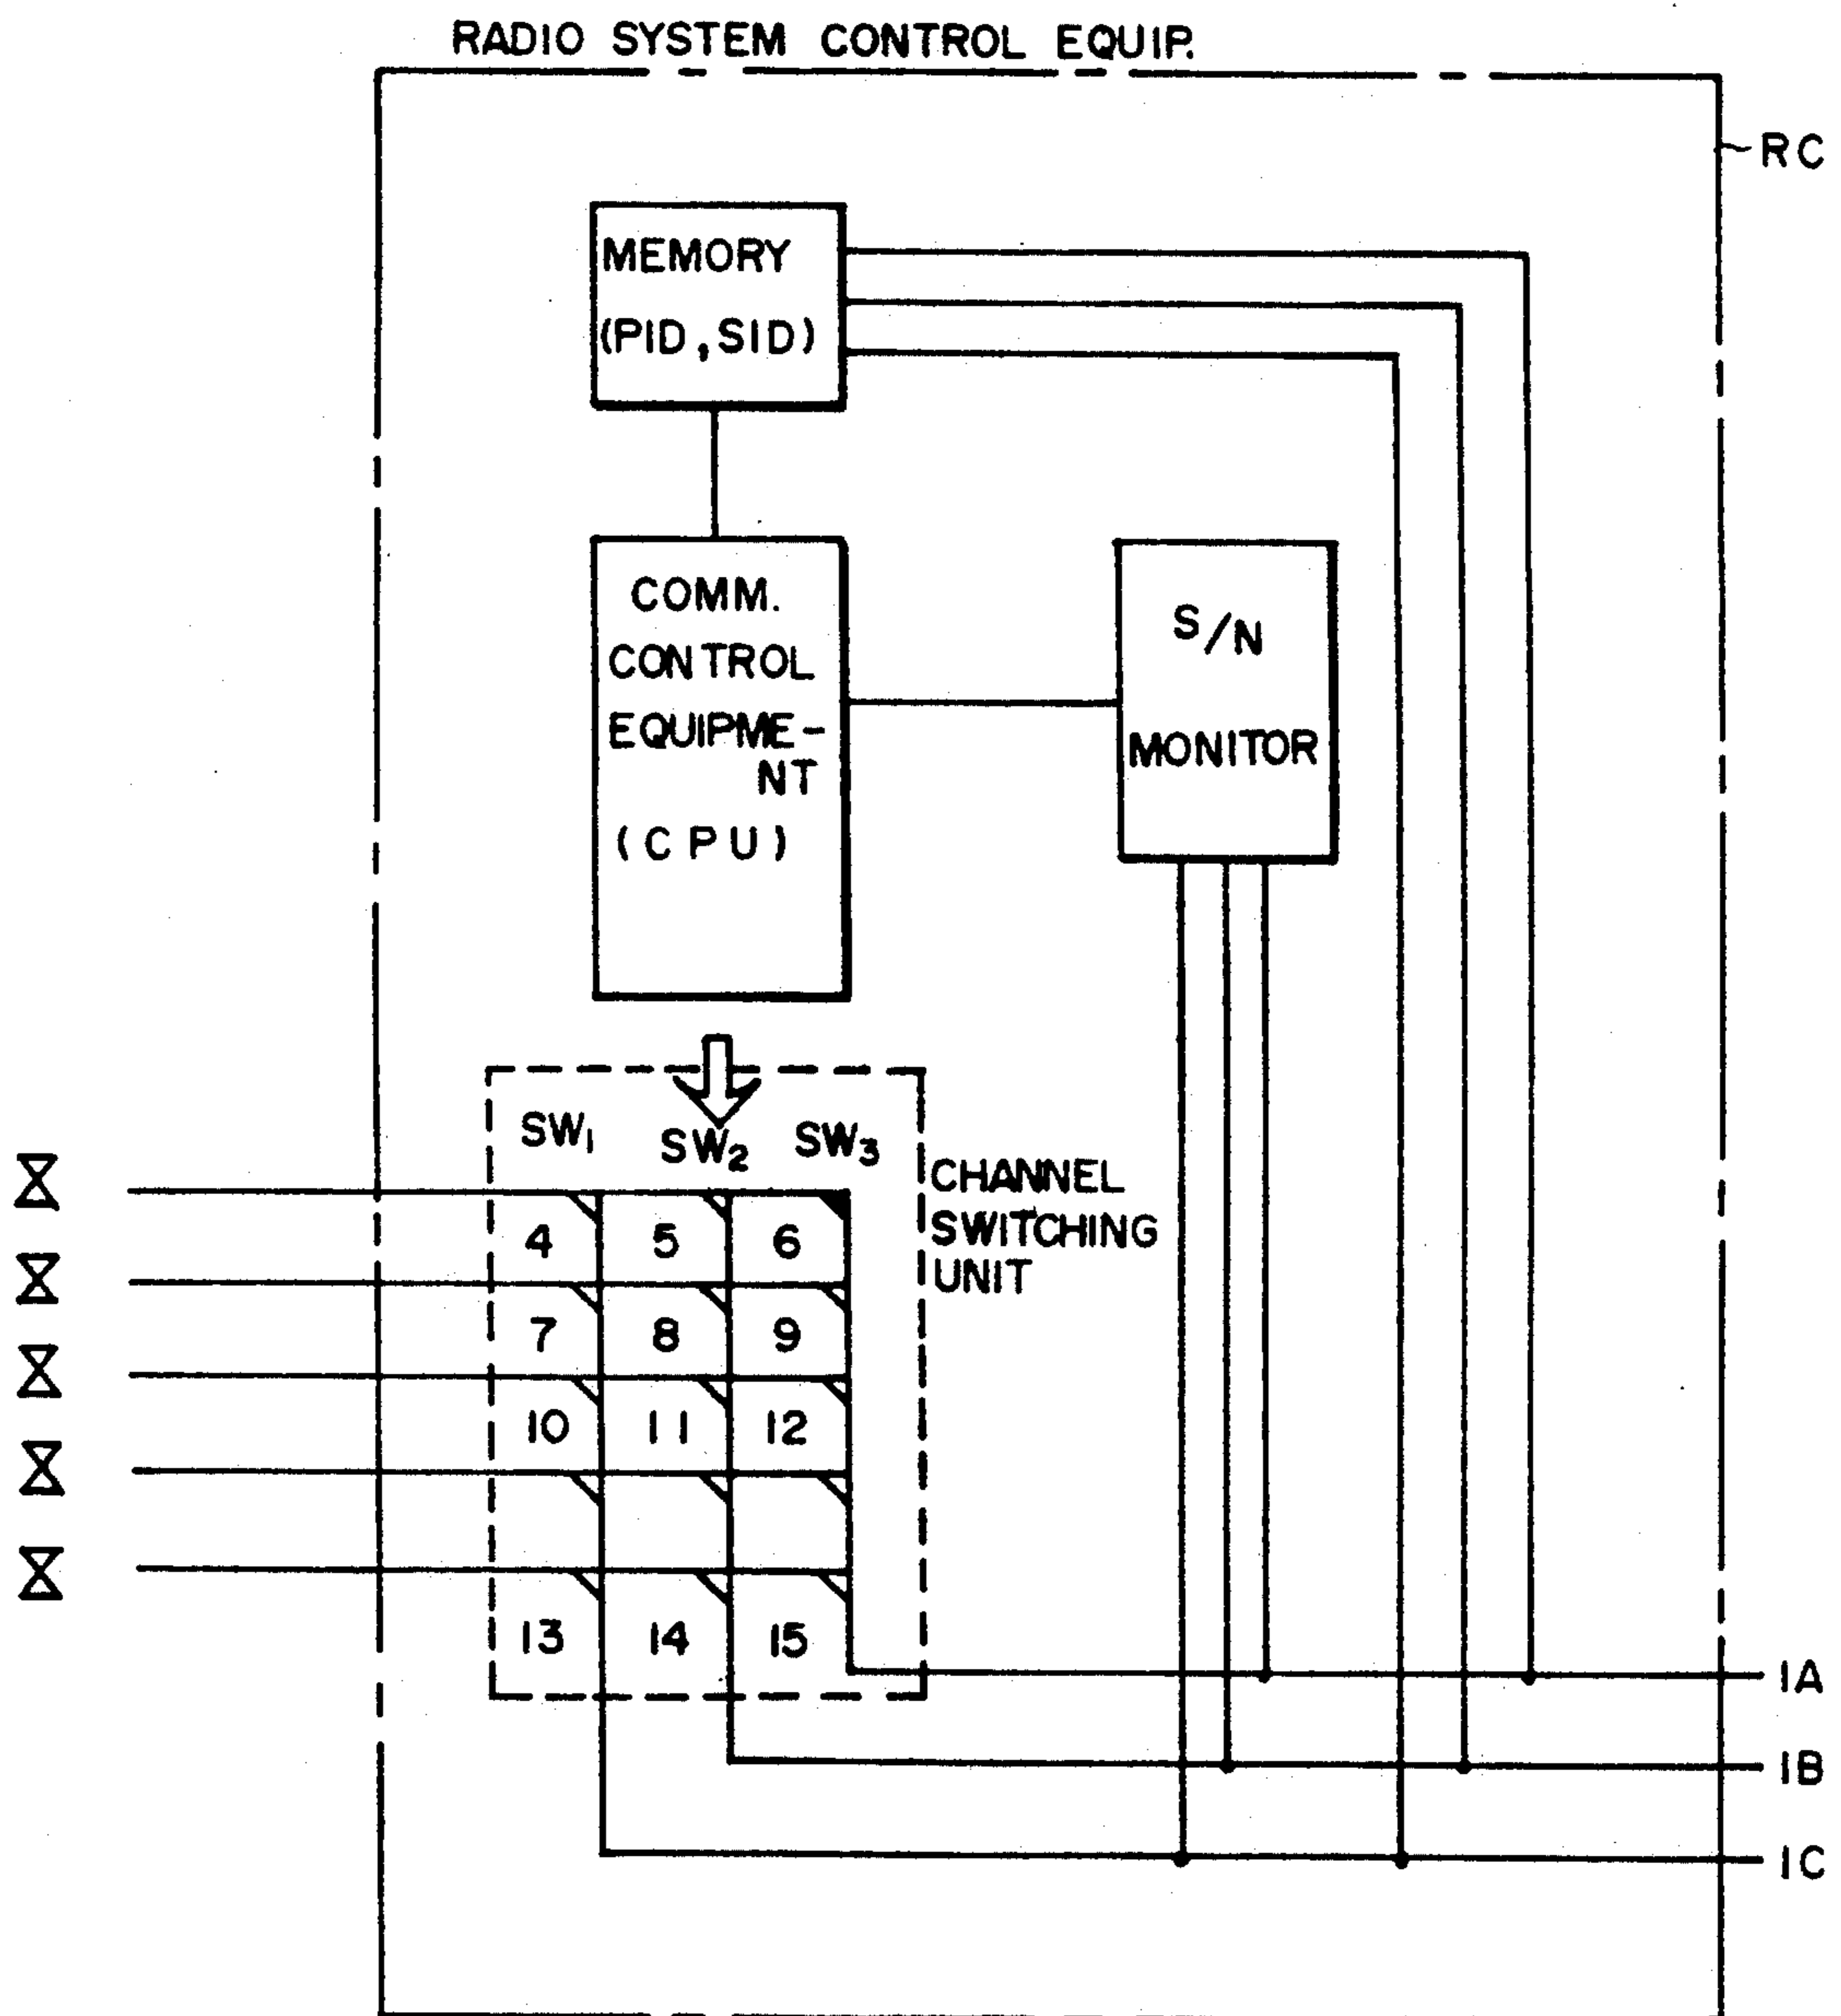 RADIO SYSTEM CONTROL EQUIP.
RC
MEMORY
(PID, SID)
COMM.
CONTROL
EQUIPME-
NT
(CPU)
S/N
MONITOR
SW1 SW2 SW3
CHANNEL
SWITCHING
UNIT
4 5 6
7 8 9
10 11 12
13 14 15
1A
1B
1C